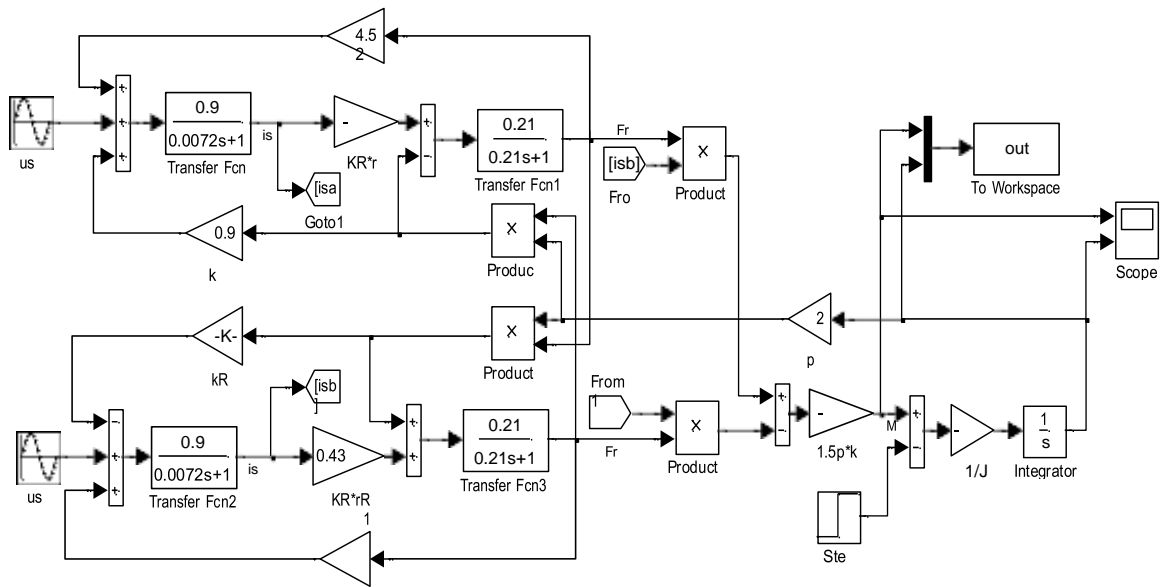 4.5
2
us
+
+
+
0.9
0.0072s+1
Transfer Fcn
is
-
KR*r
+
-
0.21
0.21s+1
Transfer Fcn1
Fr
[isb]
Fro
X
Product
out
To Workspace
[isa
Goto1
0.9
k
X
Produc
Scope
-K-
kR
X
Product
2
p
[isb
]
From
1
us
-
+
+
0.9
0.0072s+1
Transfer Fcn2
is
0.43
KR*rR
1
+
+
0.21
0.21s+1
Transfer Fcn3
Fr
X
Product
+
-
-
1.5p*k
M
+
-
-
1/J
1
s
Integrator
Ste